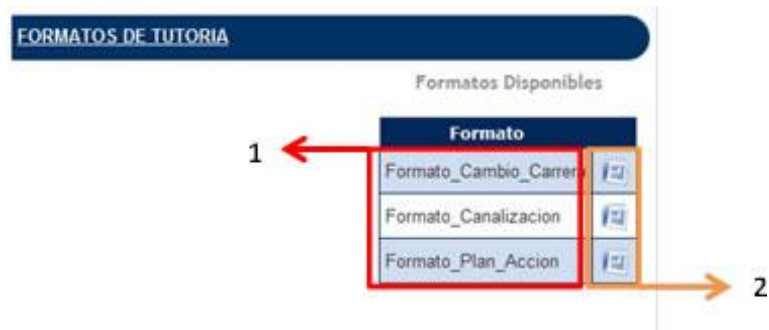 FORMATOS DE TUTORIA
Formatos Disponibles
Formato
1
Formato_Cambio_Carrera
Formato_Canalizacion
Formato_Plan_Accion
2